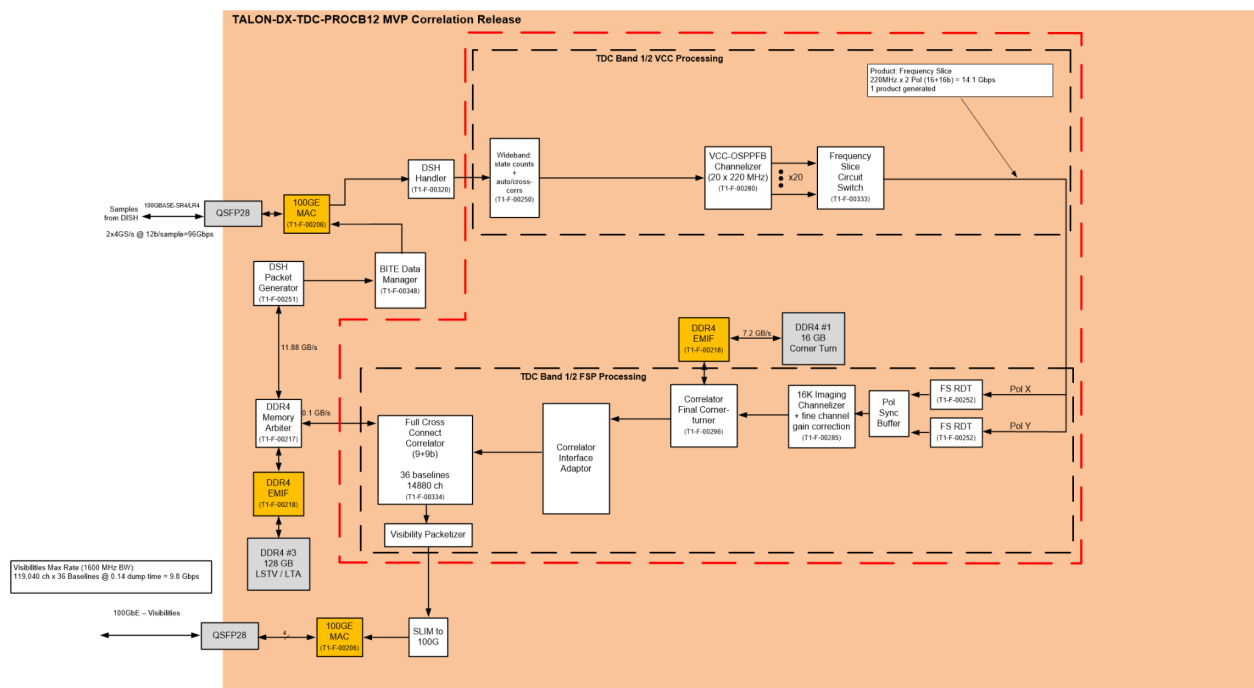 TALON-DX-TDC-PROCB12 MVP Correlation Release
TDC Band 1/2 VCC Processing
Product: Frequency Slice
220MHz x 2 Pol (16+16b) = 14.1 Gbps
1 product generated
Wideband:
state counts
+
auto/cross-
corrs
(T1-F-00250)
VCC-OSPPFB
Channelizer
(20 x 220 MHz)
(T1-F-00280)
x20
Frequency
Slice
Circuit
Switch
(T1-F-00333)
DSH
Handler
(T1-F-00320)
Samples
from DISH
100GBASE-SR4/LR4
2x4GS/s @ 12b/sample=96Gbps
QSFP28
100GE
MAC
(T1-F-00206)
DSH
Packet
Generator
(T1-F-00251)
BITE Data
Manager
(T1-F-00348)
11.88 GB/s
DDR4
EMIF
(T1-F-00218)
7.2 GB/s
DDR4 #1
16 GB
Corner Turn
TDC Band 1/2 FSP Processing
DDR4
Memory
Arbiter
(T1-F-00217)
0.1 GB/s
Full Cross
Connect
Correlator
(9+9b)
36 baselines
14880 ch
(T1-F-00334)
Correlator
Interface
Adaptor
Correlator
Final Corner-
turner
(T1-F-00296)
16K Imaging
Channelizer
+ fine channel
gain correction
(T1-F-00285)
Pol
Sync
Buffer
FS RDT
(T1-F-00252)
Pol X
FS RDT
(T1-F-00252)
Pol Y
DDR4
EMIF
(T1-F-00218)
Visibility Packetizer
DDR4 #3
128 GB
LSTV / LTA
Visibilities Max Rate (1600 MHz BW):
119,040 ch x 36 Baselines @ 0.14 dump time = 9.8 Gbps
100GbE – Visibilities
QSFP28
4
100GE
MAC
(T1-F-00206)
SLIM to
100G